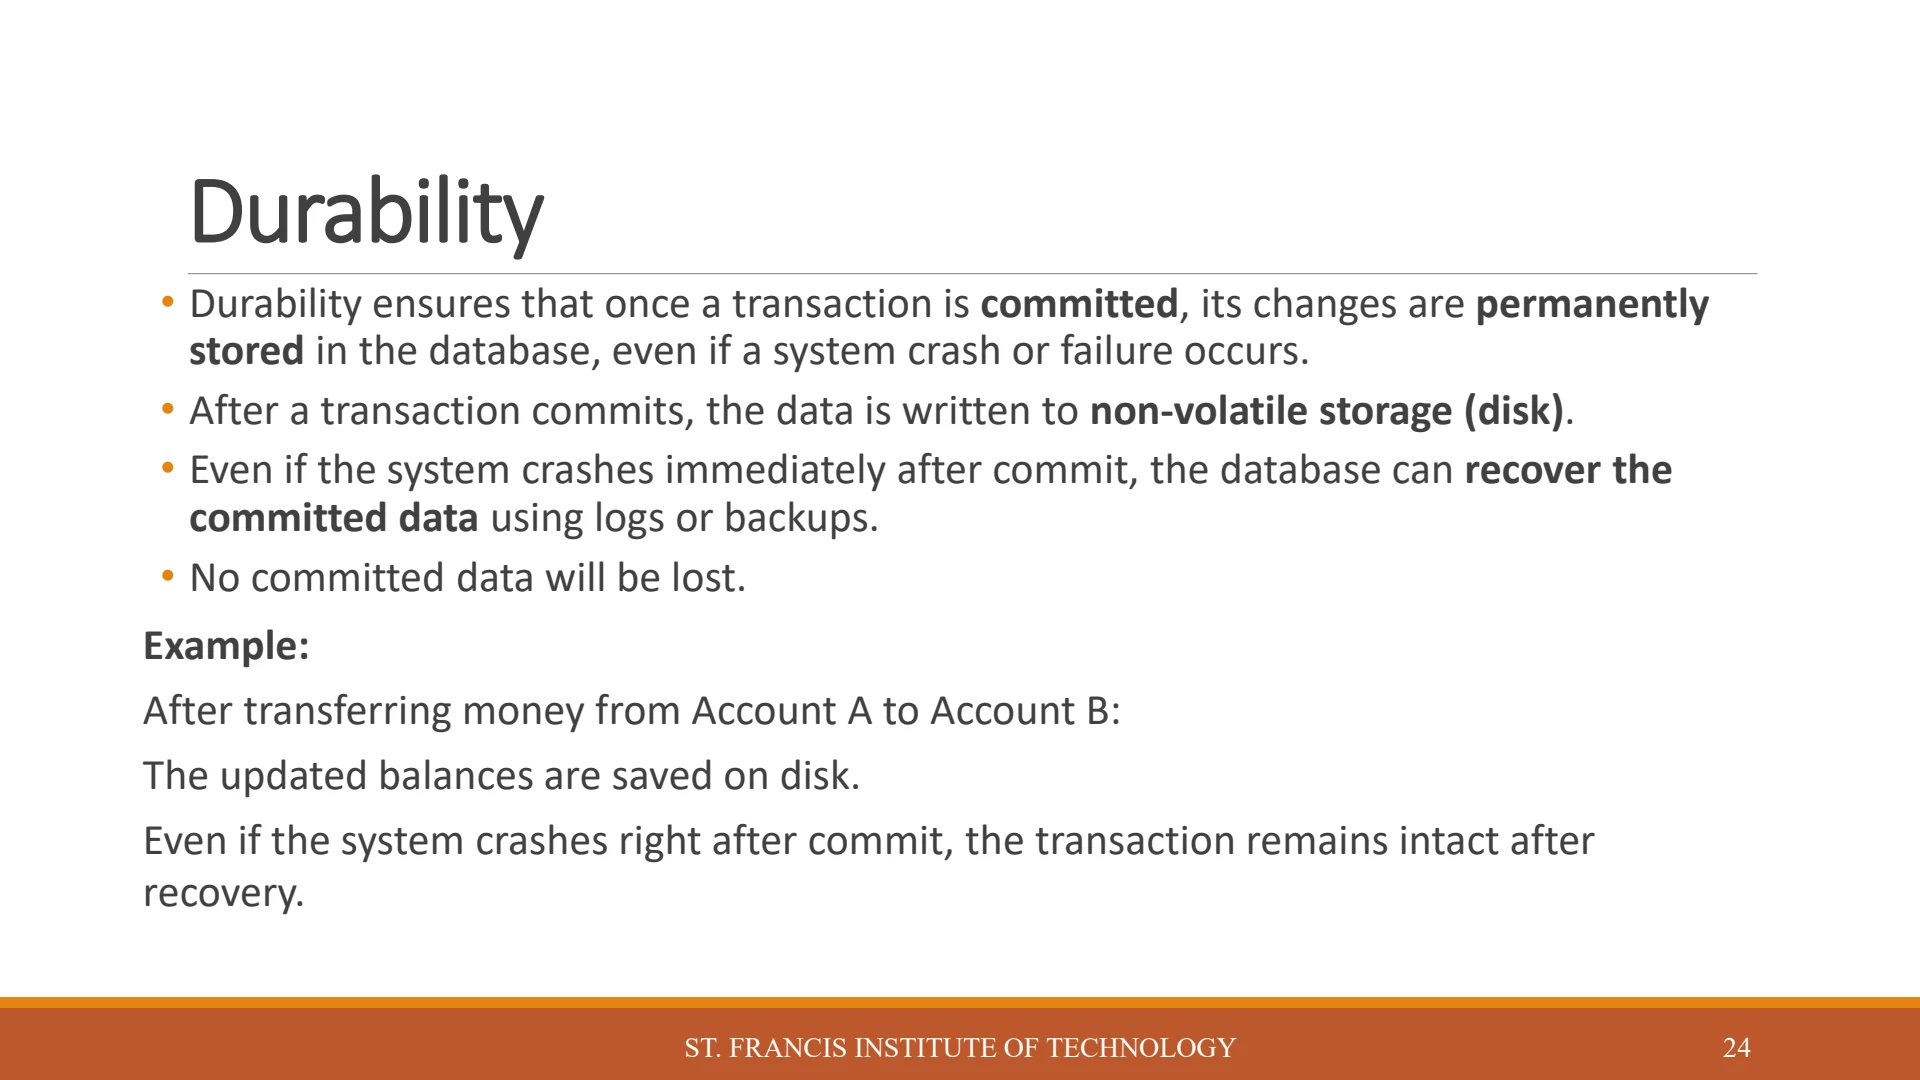 Durability
• Durability ensures that once a transaction is committed, its changes are permanently
stored in the database, even if a system crash or failure occurs.
• After a transaction commits, the data is written to non-volatile storage (disk).
• Even if the system crashes immediately after commit, the database can recover the
committed data using logs or backups.
• No committed data will be lost.
Example:
After transferring money from Account A to Account B:
The updated balances are saved on disk.
Even if the system crashes right after commit, the transaction remains intact after
recovery.
ST. FRANCIS INSTITUTE OF TECHNOLOGY
24